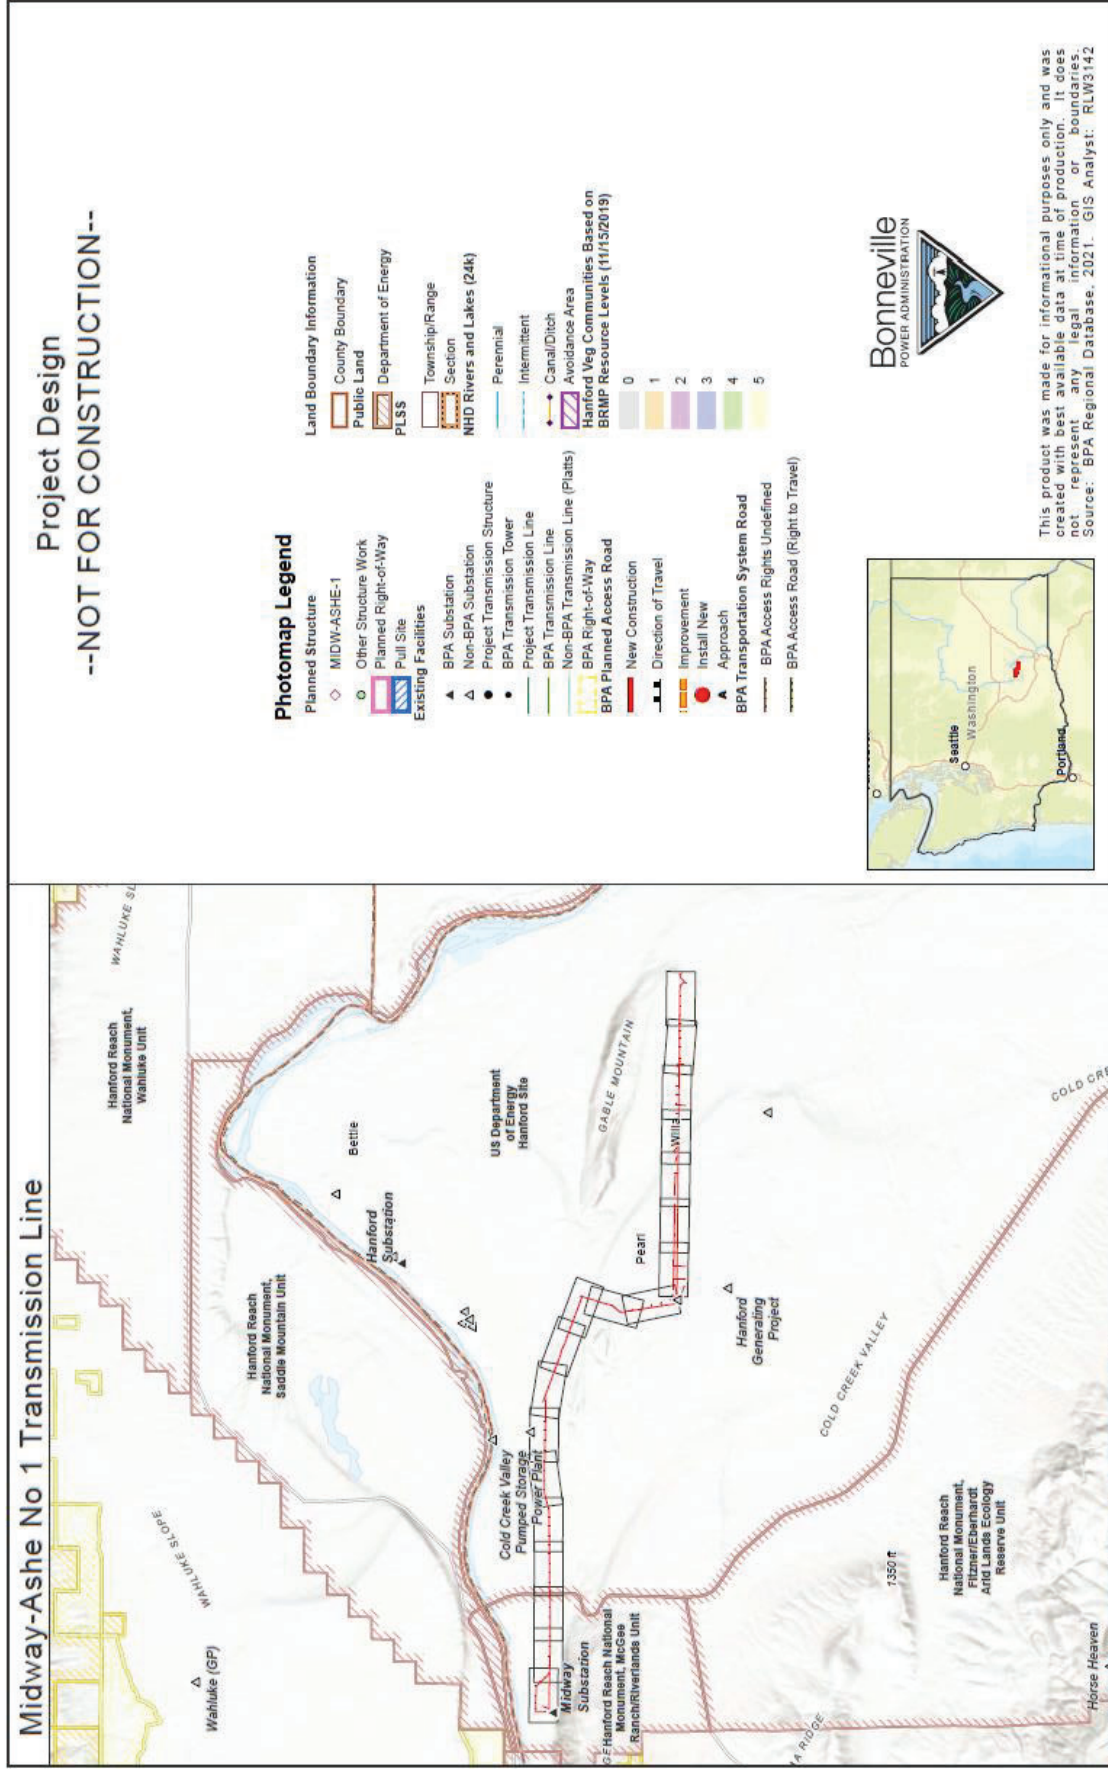 Midway-Ashe No 1 Transmission Line
Project Design
--NOT FOR CONSTRUCTION--
WAHLUKE SLOPE
Wahluke (GP)
Hanford Reach
National Monument,
Saddle Mountain Unit
Hanford Reach
National Monument,
Wahluke Unit
WAHLUKE SL
Bettie
Hanford
Substation
US Department
of Energy
Hanford Site
GABLE MOUNTAIN
Cold Creek Valley
Pumped Storage
Power Plant
Pearl
Willa
Midway
Substation
Hanford Reach National
Monument, McGee
Ranch/Riverlands Unit
Hanford
Generating
Project
COLD CREEK VALLEY
COLD CRE
1350 ft
Hanford Reach
National Monument,
Fitzner/Eberhardt
Arid Lands Ecology
Reserve Unit
A RIDGE
Horse Heaven
Photomap Legend
Planned Structure
MIDW-ASHE-1
Other Structure Work
Planned Right-of-Way
Pull Site
Existing Facilities
BPA Substation
Non-BPA Substation
Project Transmission Structure
BPA Transmission Tower
Project Transmission Line
BPA Transmission Line
Non-BPA Transmission Line (Platts)
BPA Right-of-Way
BPA Planned Access Road
New Construction
Direction of Travel
Improvement
Install New
Approach
BPA Transportation System Road
BPA Access Rights Undefined
BPA Access Road (Right to Travel)
Land Boundary Information
County Boundary
Public Land
Department of Energy
PLSS
Township/Range
Section
NHD Rivers and Lakes (24k)
Perennial
Intermittent
Canal/Ditch
Avoidance Area
Hanford Veg Communities Based on
BRMP Resource Levels (11/15/2019)
0
1
2
3
4
5
Seattle
Washington
Portland
Bonneville
POWER ADMINISTRATION
This product was made for informational purposes only and was
created with best available data at time of production. It does
not represent any legal information or boundaries.
Source: BPA Regional Database, 2021. GIS Analyst: RLW3142